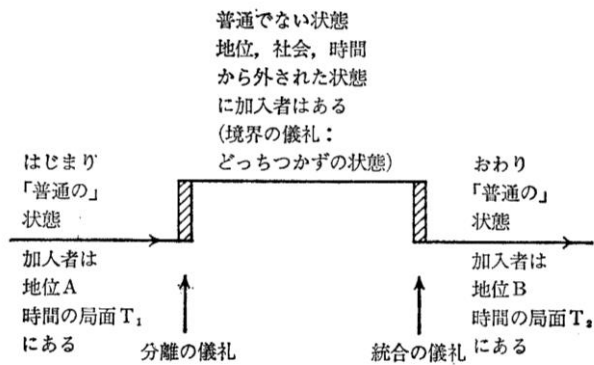 普通でない状態
地位，社会，時間
から外された状態
に加入者はある
(境界の儀礼：
どっちつかずの状態)
はじまり
「普通の」
状態
おわり
「普通の」
状態
加人者は
地位A
時間の局面T₁
にある
加入者は
地位B
時間の局面T₂
にある
分離の儀礼
統合の儀礼